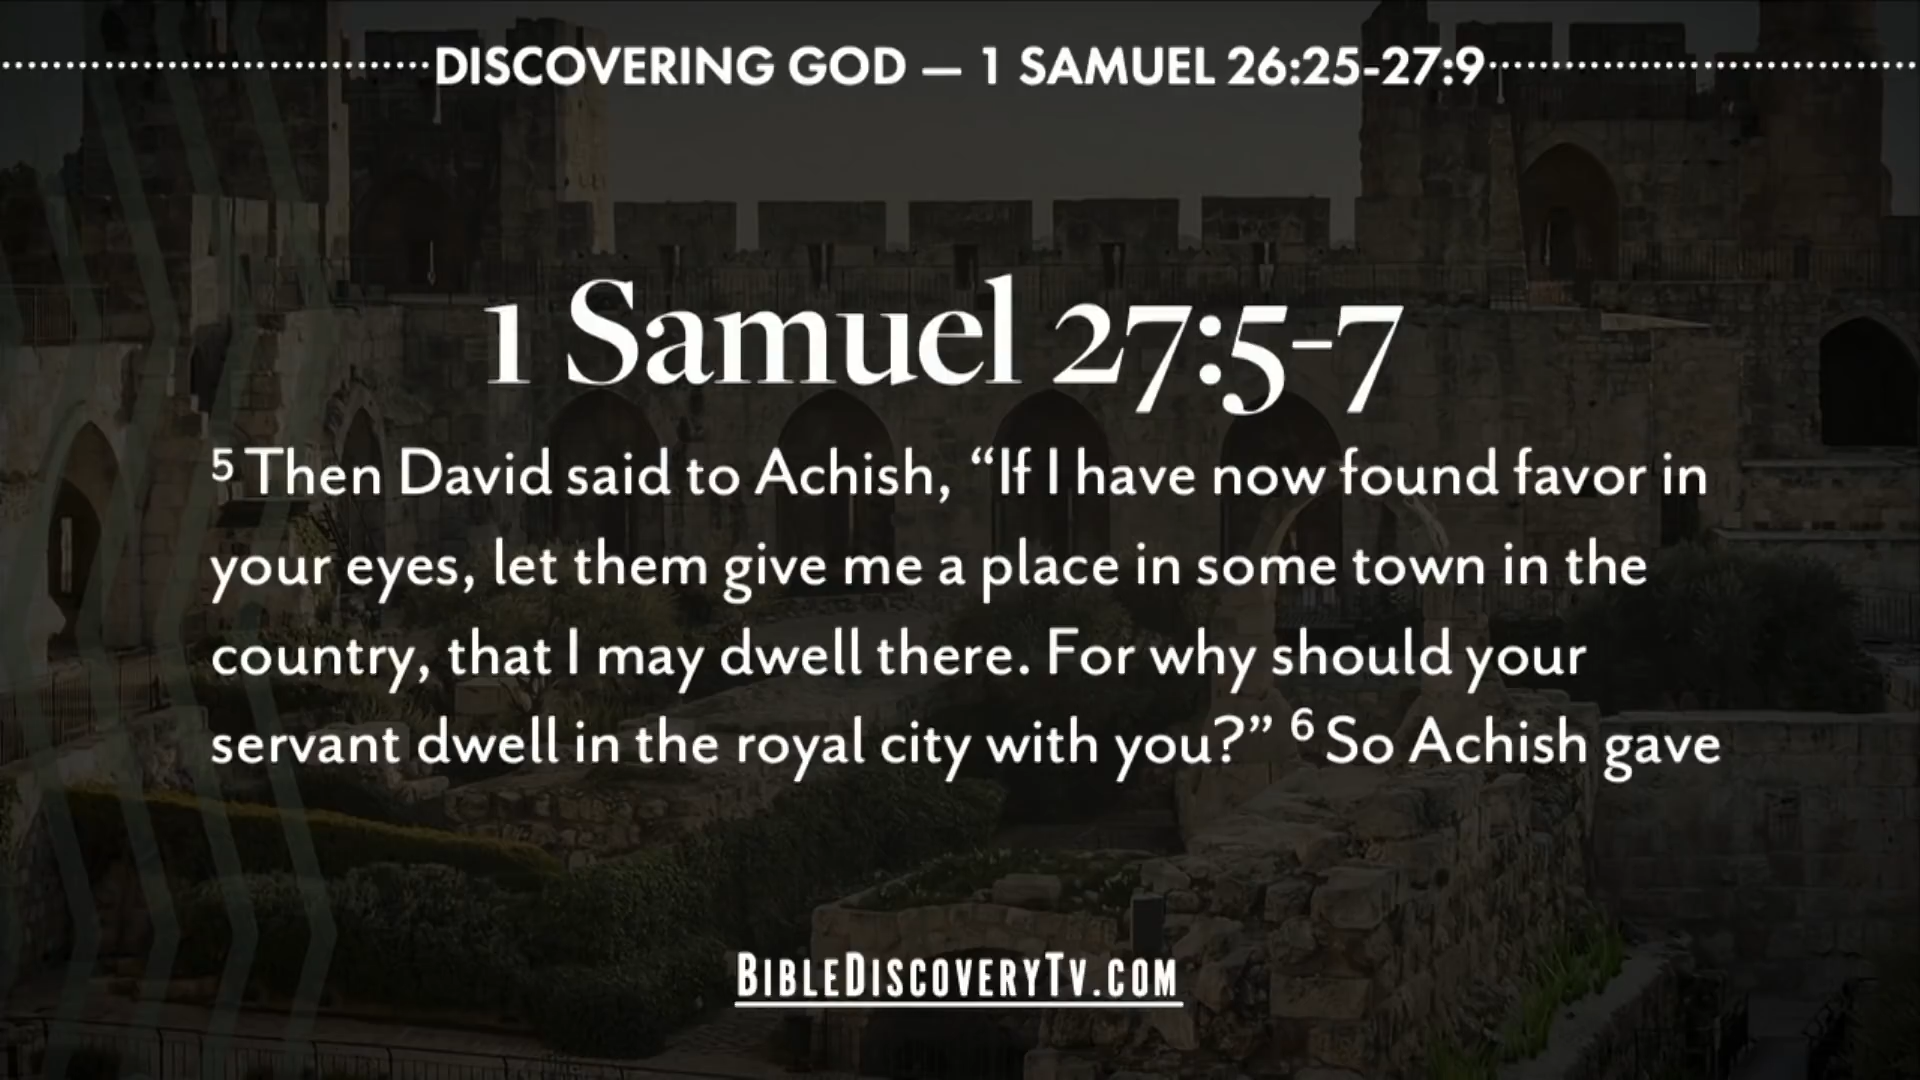 DISCOVERING GOD — 1 SAMUEL 26:25-27:9
1 Samuel 27:5-7
5 Then David said to Achish, “If I have now found favor in
your eyes, let them give me a place in some town in the
country, that I may dwell there. For why should your
servant dwell in the royal city with you?” 6 So Achish gave
BIBLEDISCOVERYTV.COM